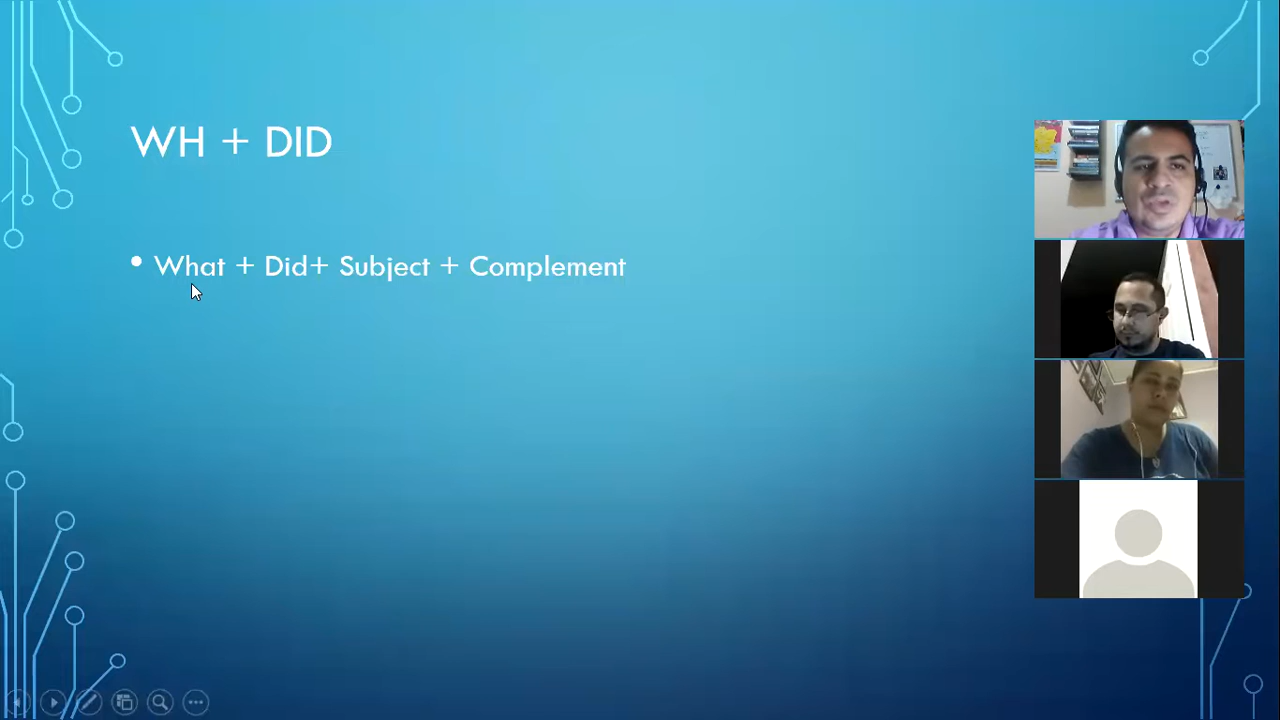 WH + DID
What + Did+ Subject + Complement